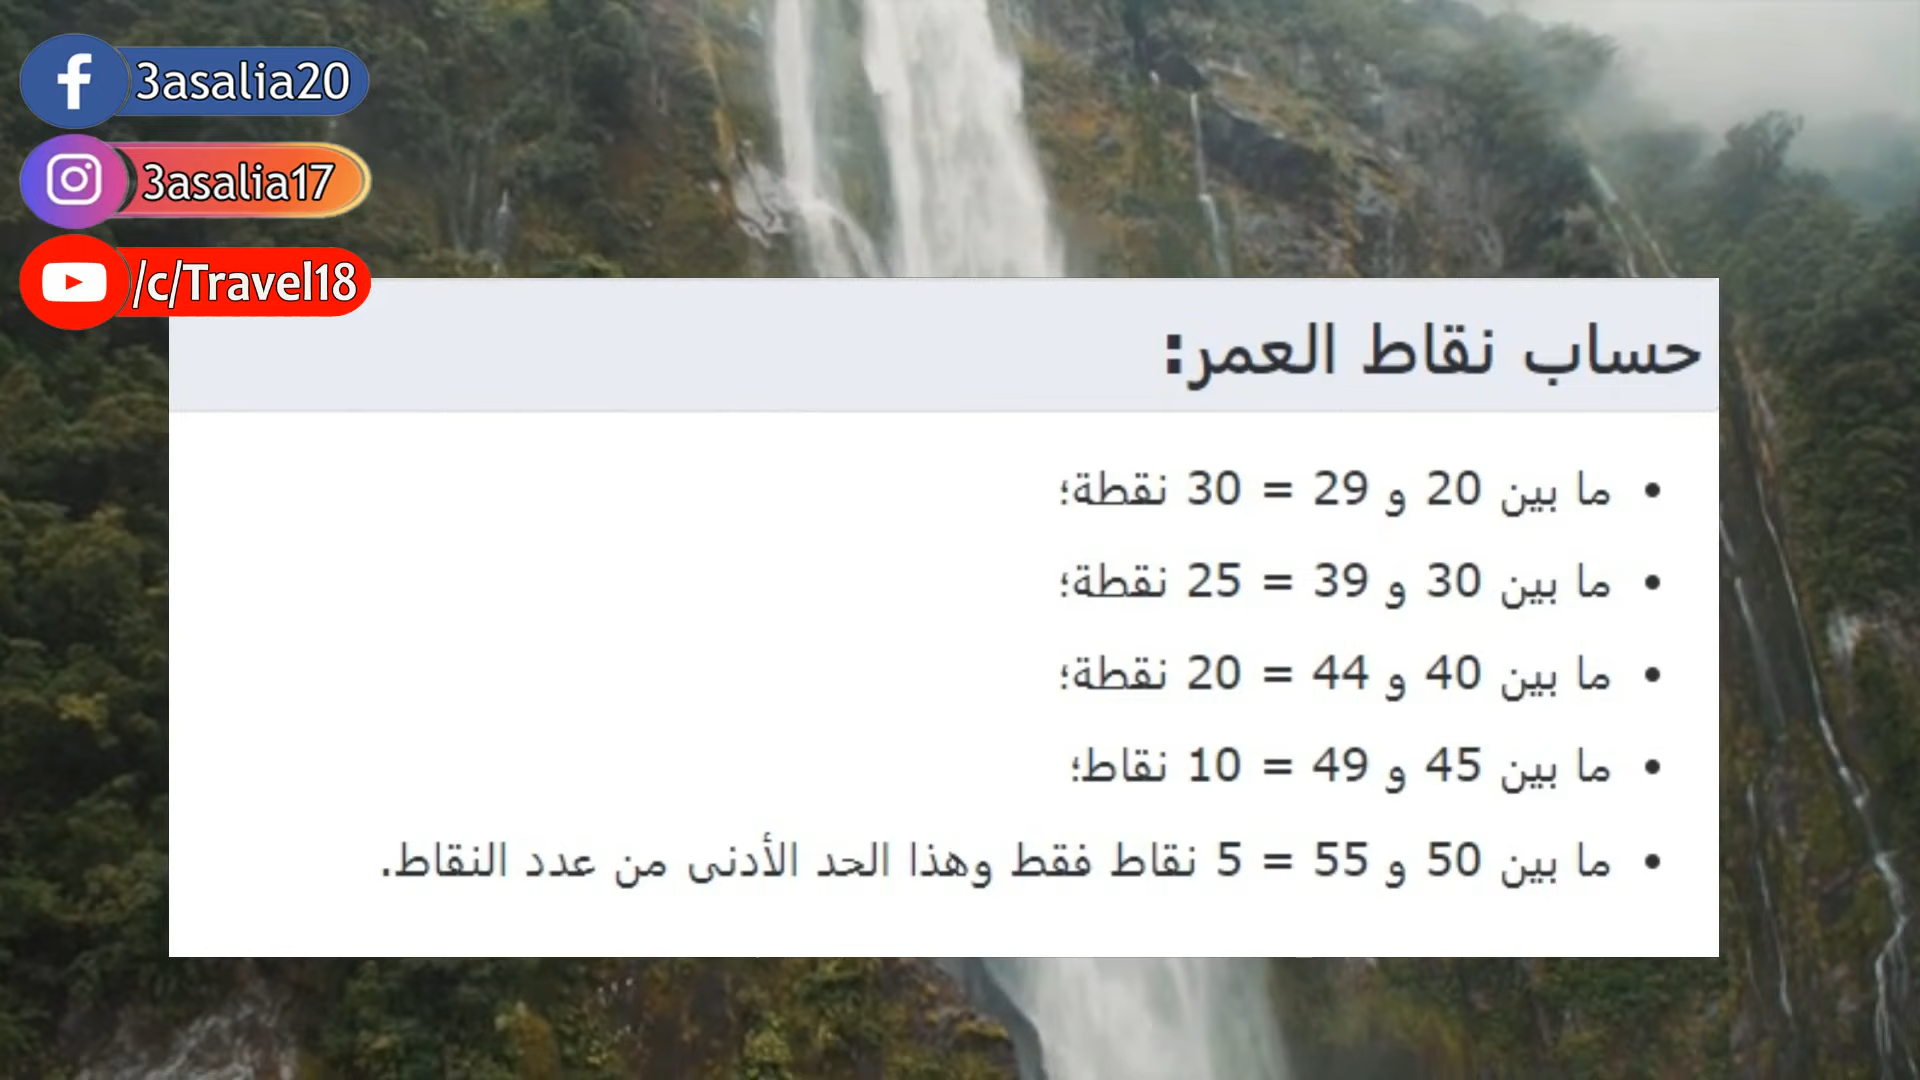 3asalia20
3asalia17
/c/Travel18
حساب نقاط العمر:
• ما بين 20 و 29 = 30 نقطة؛
• ما بين 30 و 39 = 25 نقطة؛
• ما بين 40 و 44 = 20 نقطة؛
• ما بين 45 و 49 = 10 نقاط؛
• ما بين 50 و 55 = 5 نقاط فقط وهذا الحد الأدنى من عدد النقاط.